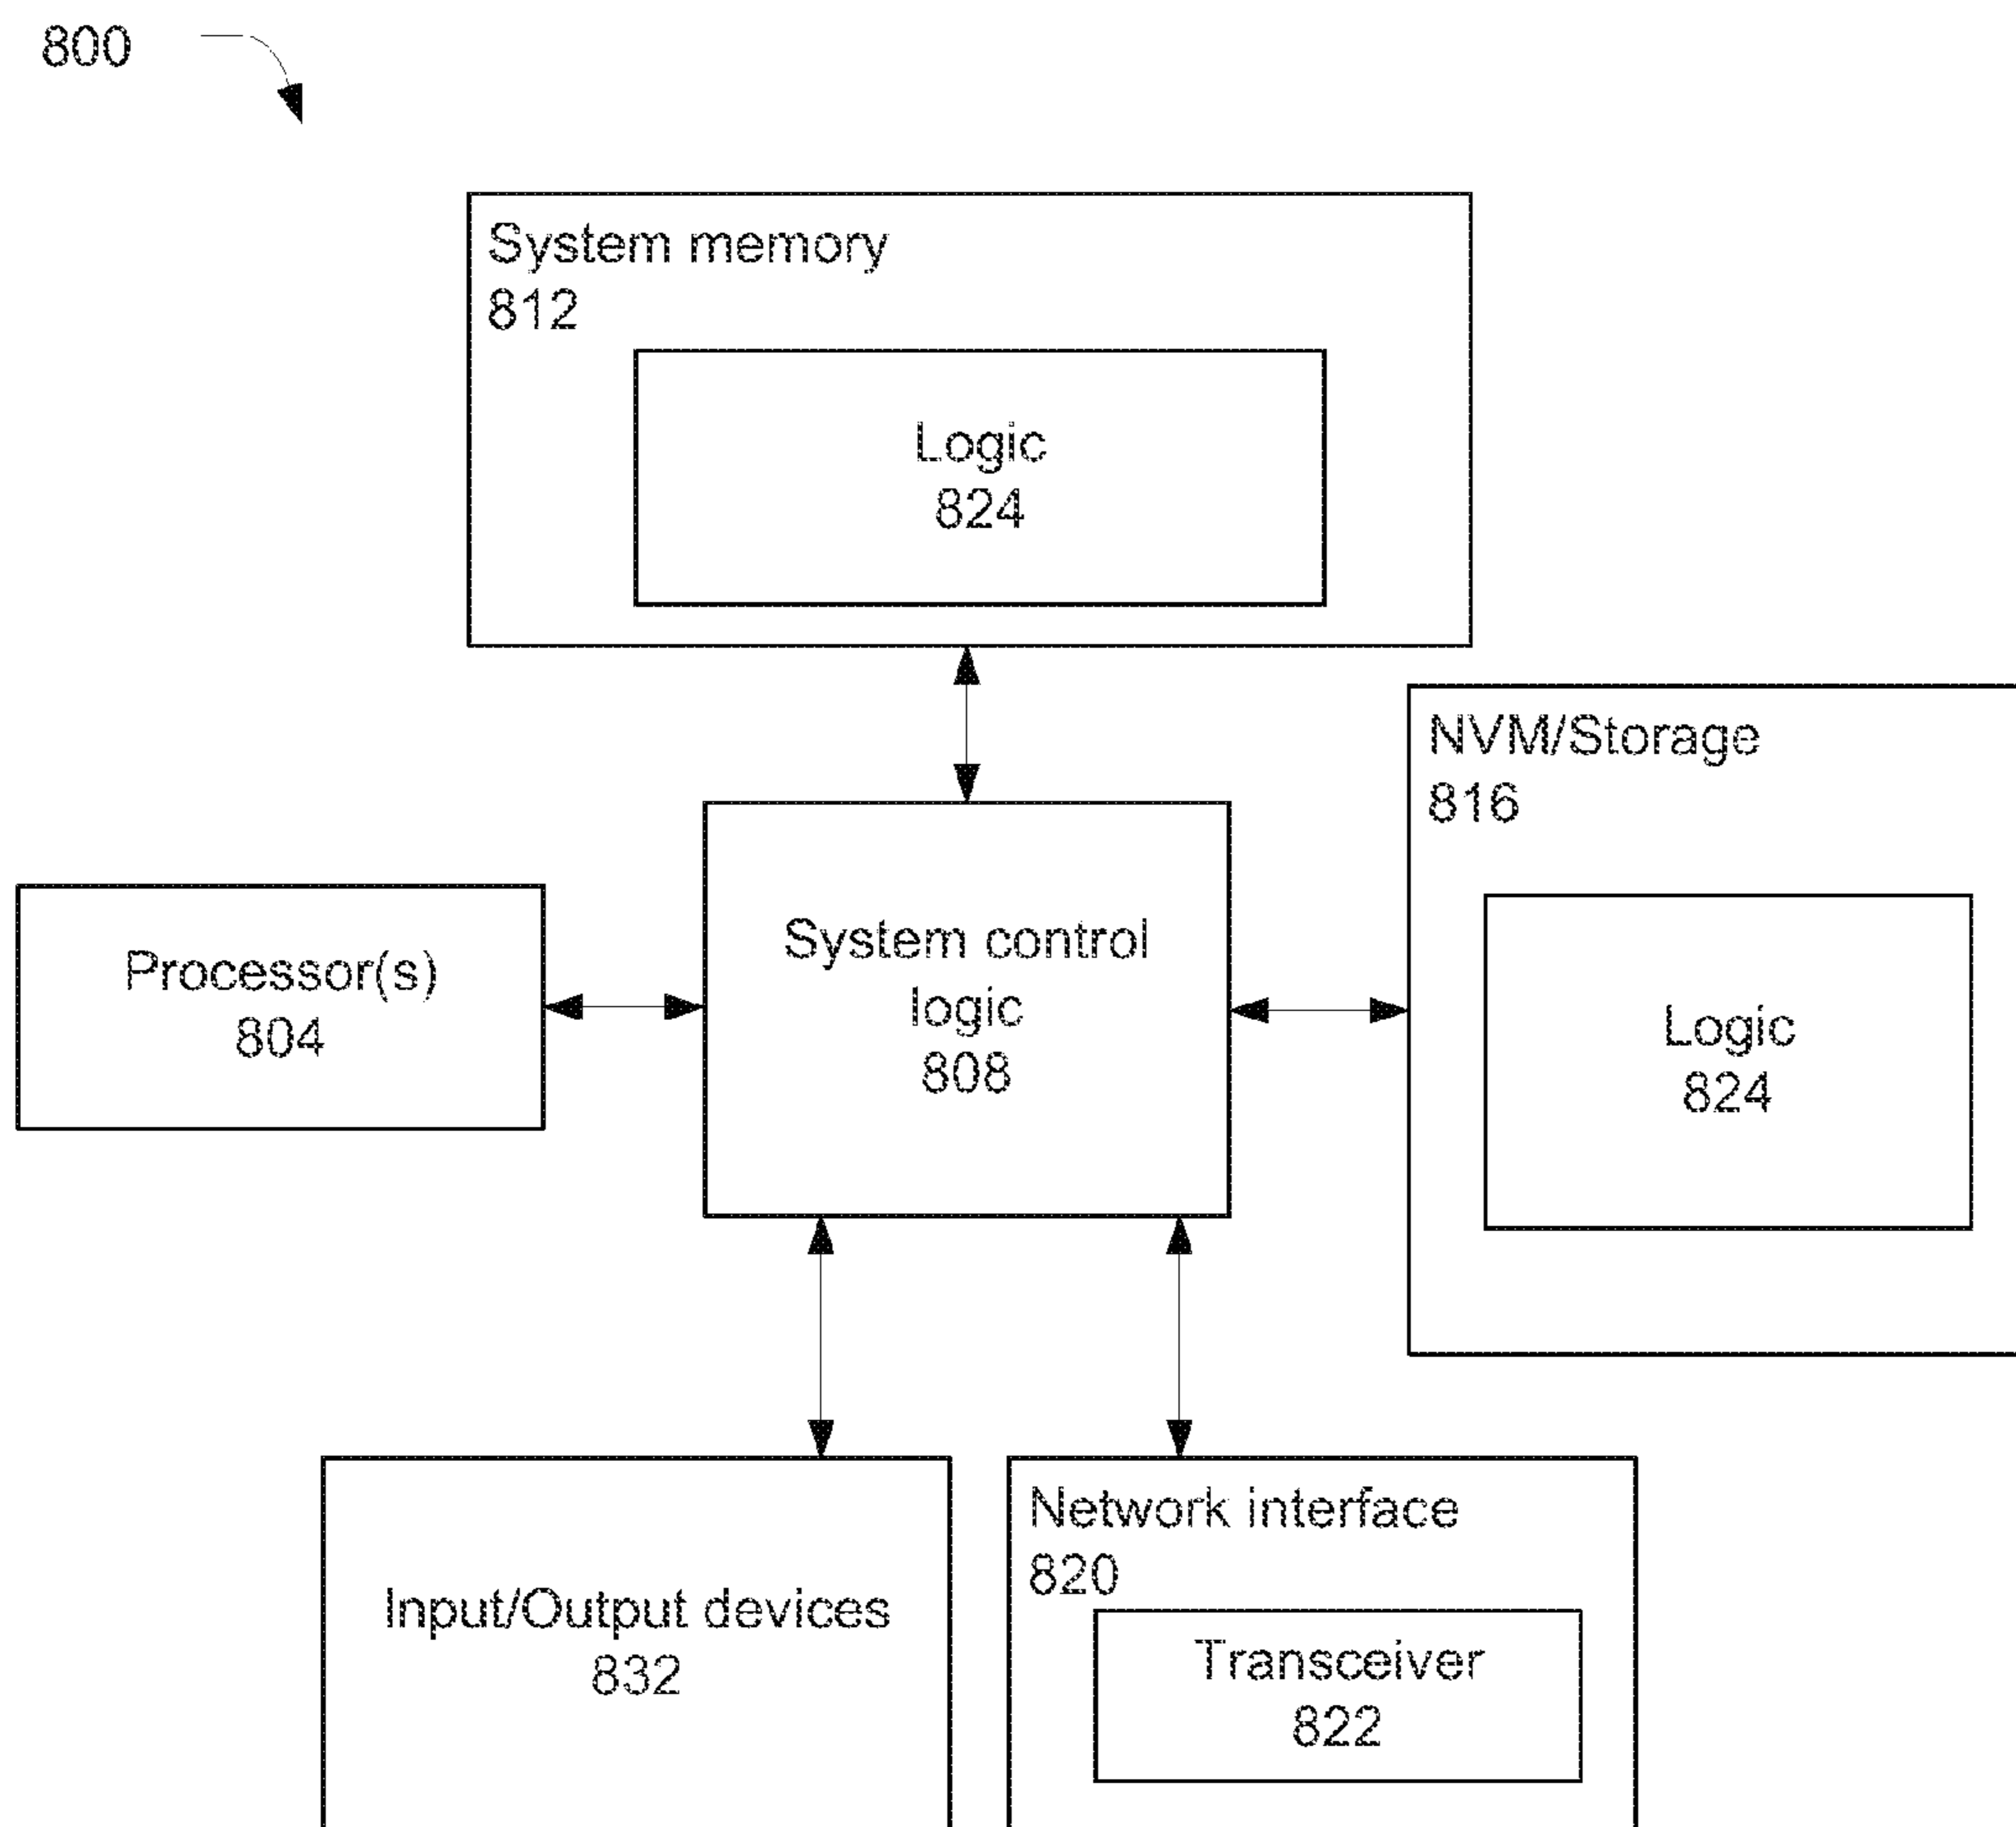 800
System memory
812
Logic
824
NVM/Storage
816
Logic
824
System control
logic
808
Processor(s)
804
Input/Output devices
832
Network interface
820
Transceiver
822